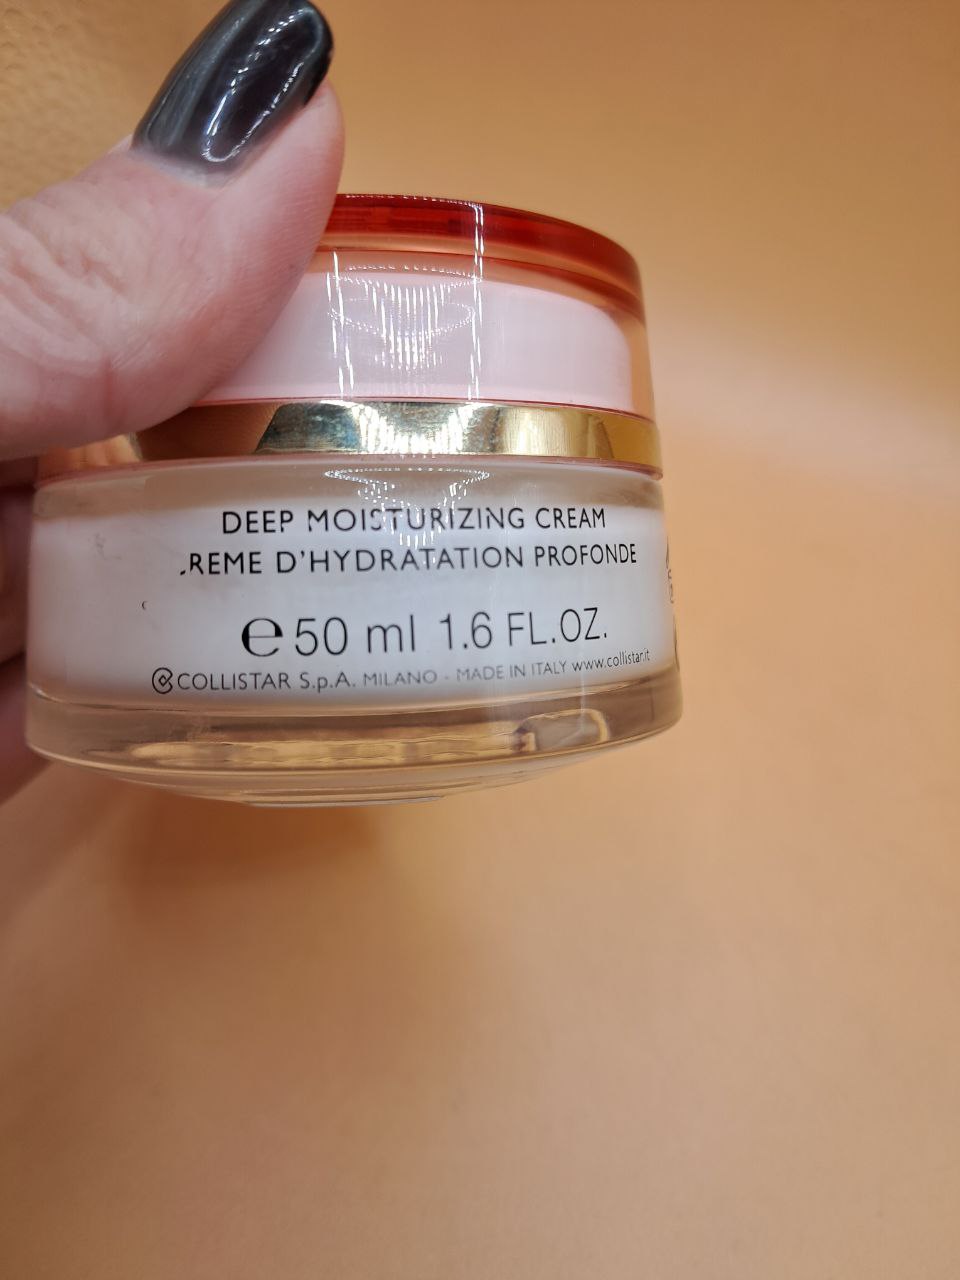 DEEP MOISTURIZING CREAM
REME D'HYDRATATION PROFONDE
e 50 ml 1.6 FL.OZ.
COLLISTAR S.p.A. MILANO - MADE IN ITALY www.collistar.it